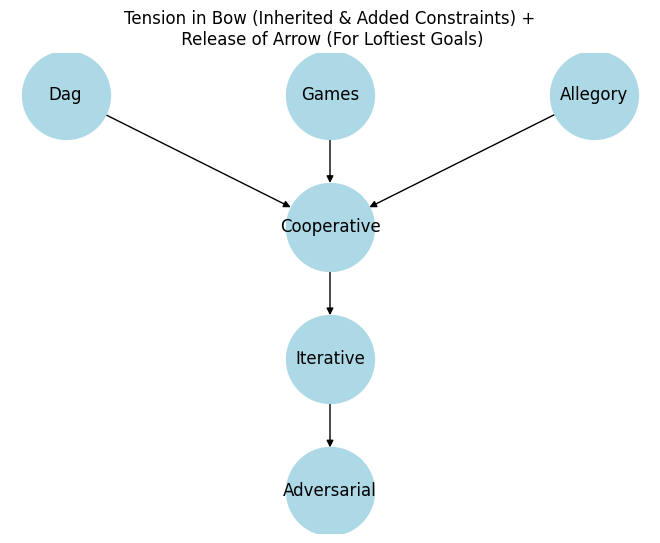 Tension in Bow (Inherited & Added Constraints) +
Release of Arrow (For Loftiest Goals)
Dag
Games
Allegory
Cooperative
Iterative
Adversarial